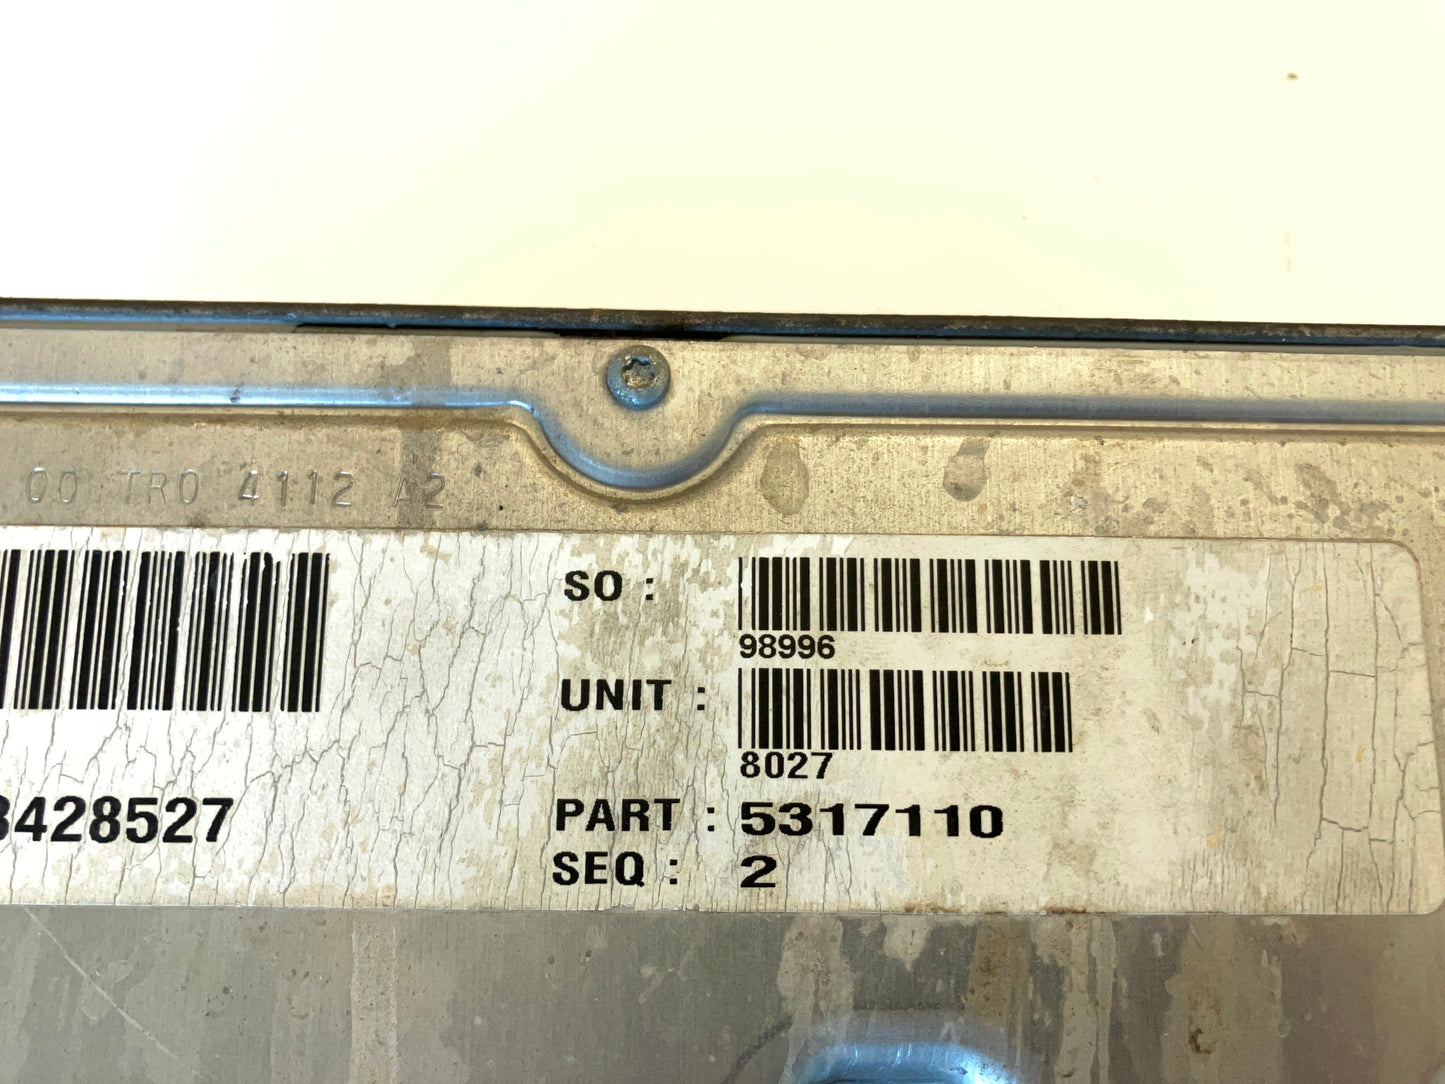 00 TR0 4112 A2
SO :
98996
UNIT :
8027
3428527
PART : 5317110
SEQ : 2